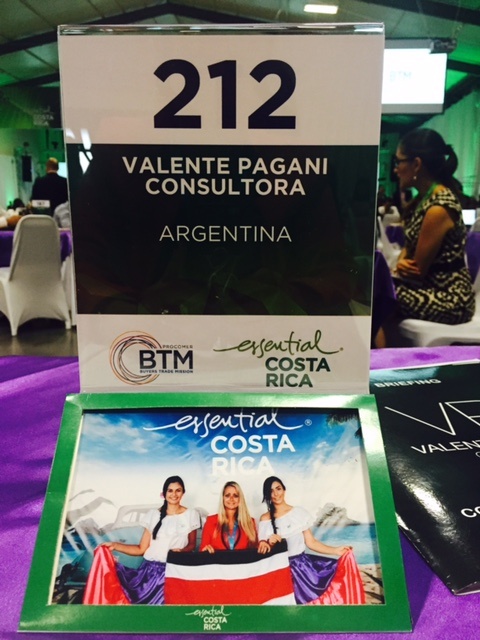 212
VALENTE PAGANI
CONSULTORA
ARGENTINA
PROCOMER
BTM
BUYERS TRADE MISSION
essential
COSTA
RICA
BTM
BRIEFING
essential ®
COSTA
RICA
essential
COSTA
RICA